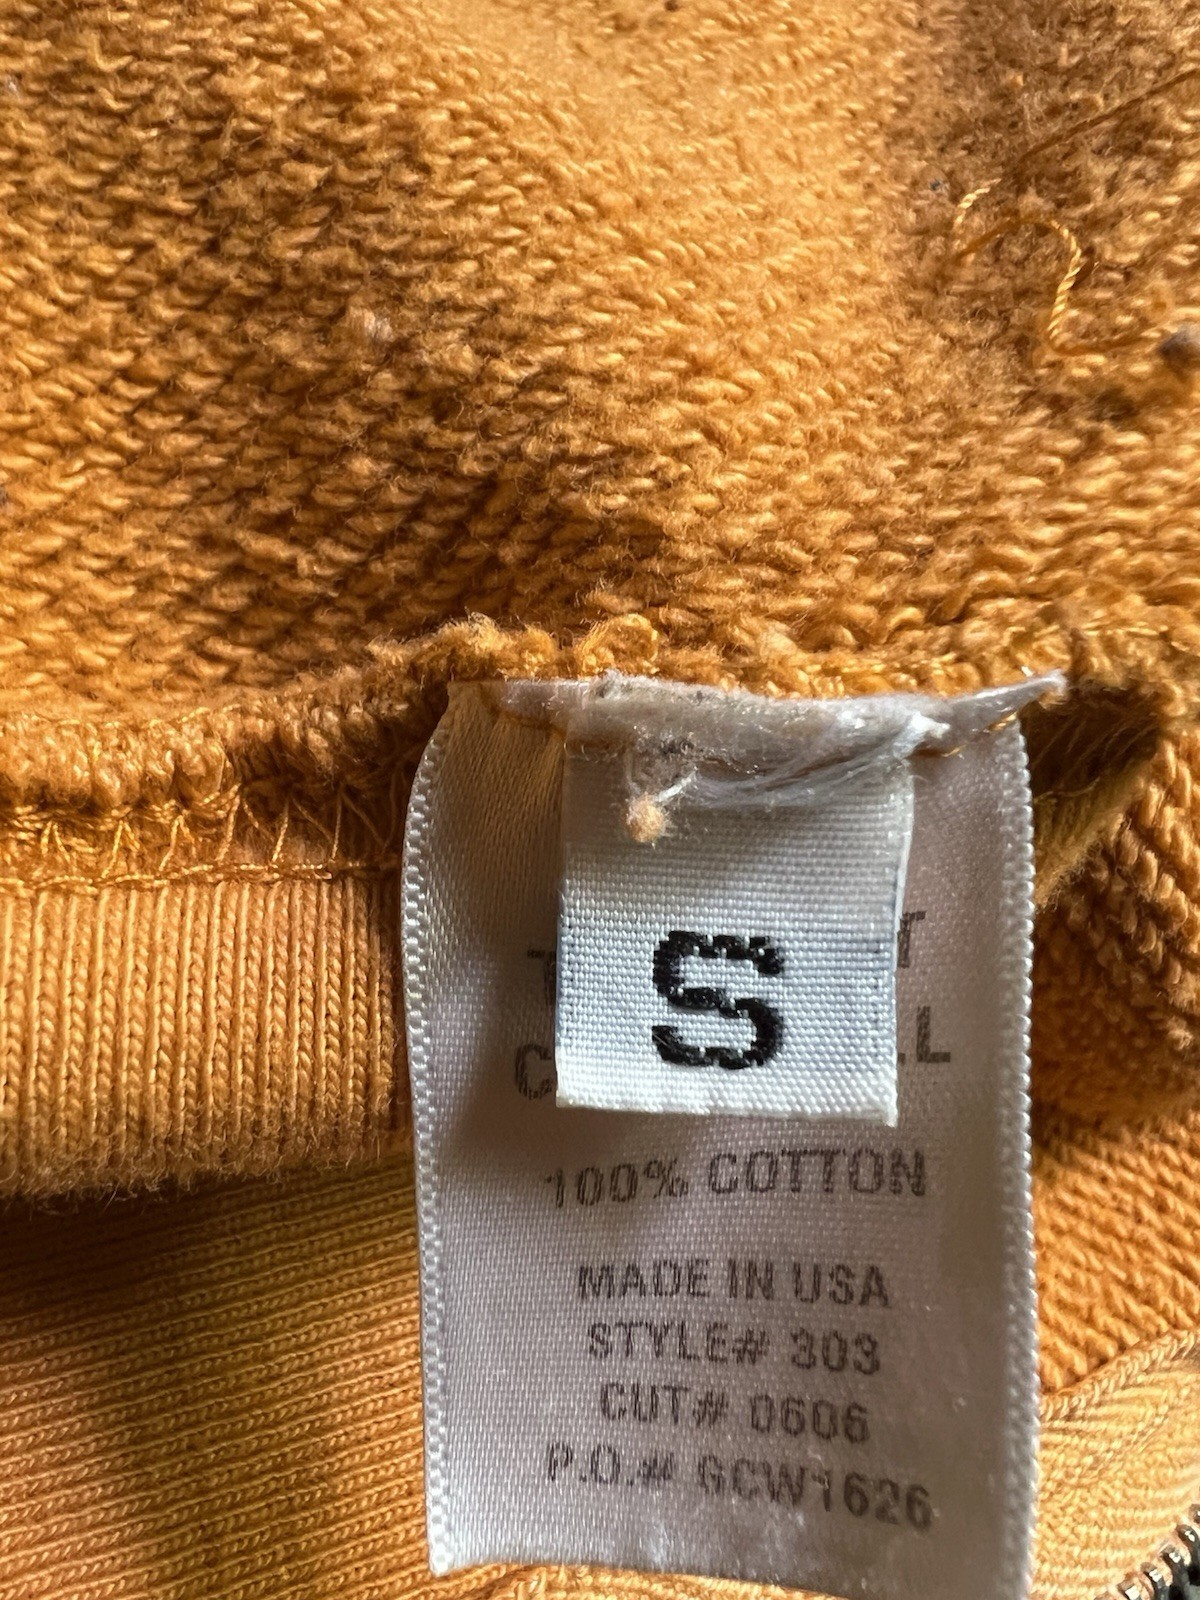 S
100% COTTON
MADE IN USA
STYLE# 303
CUT# 0606
P.O.# GCW1626